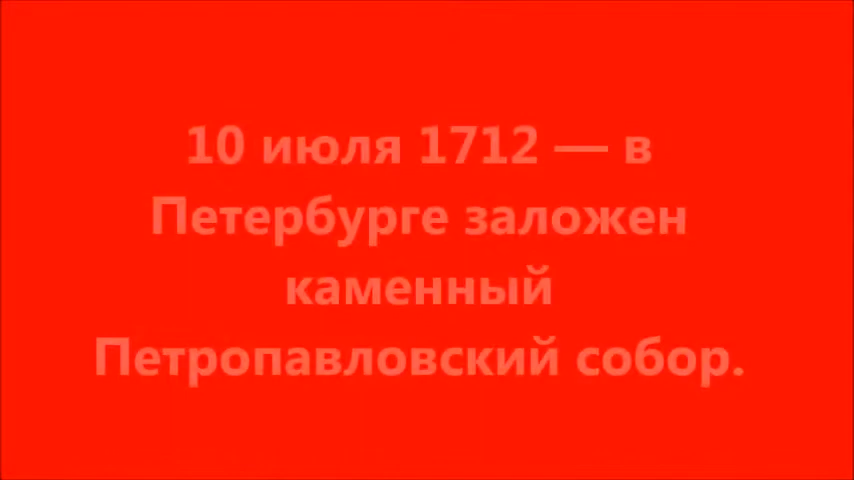 10 июля 1712 — в
Петербурге заложен
каменный
Петропавловский собор.